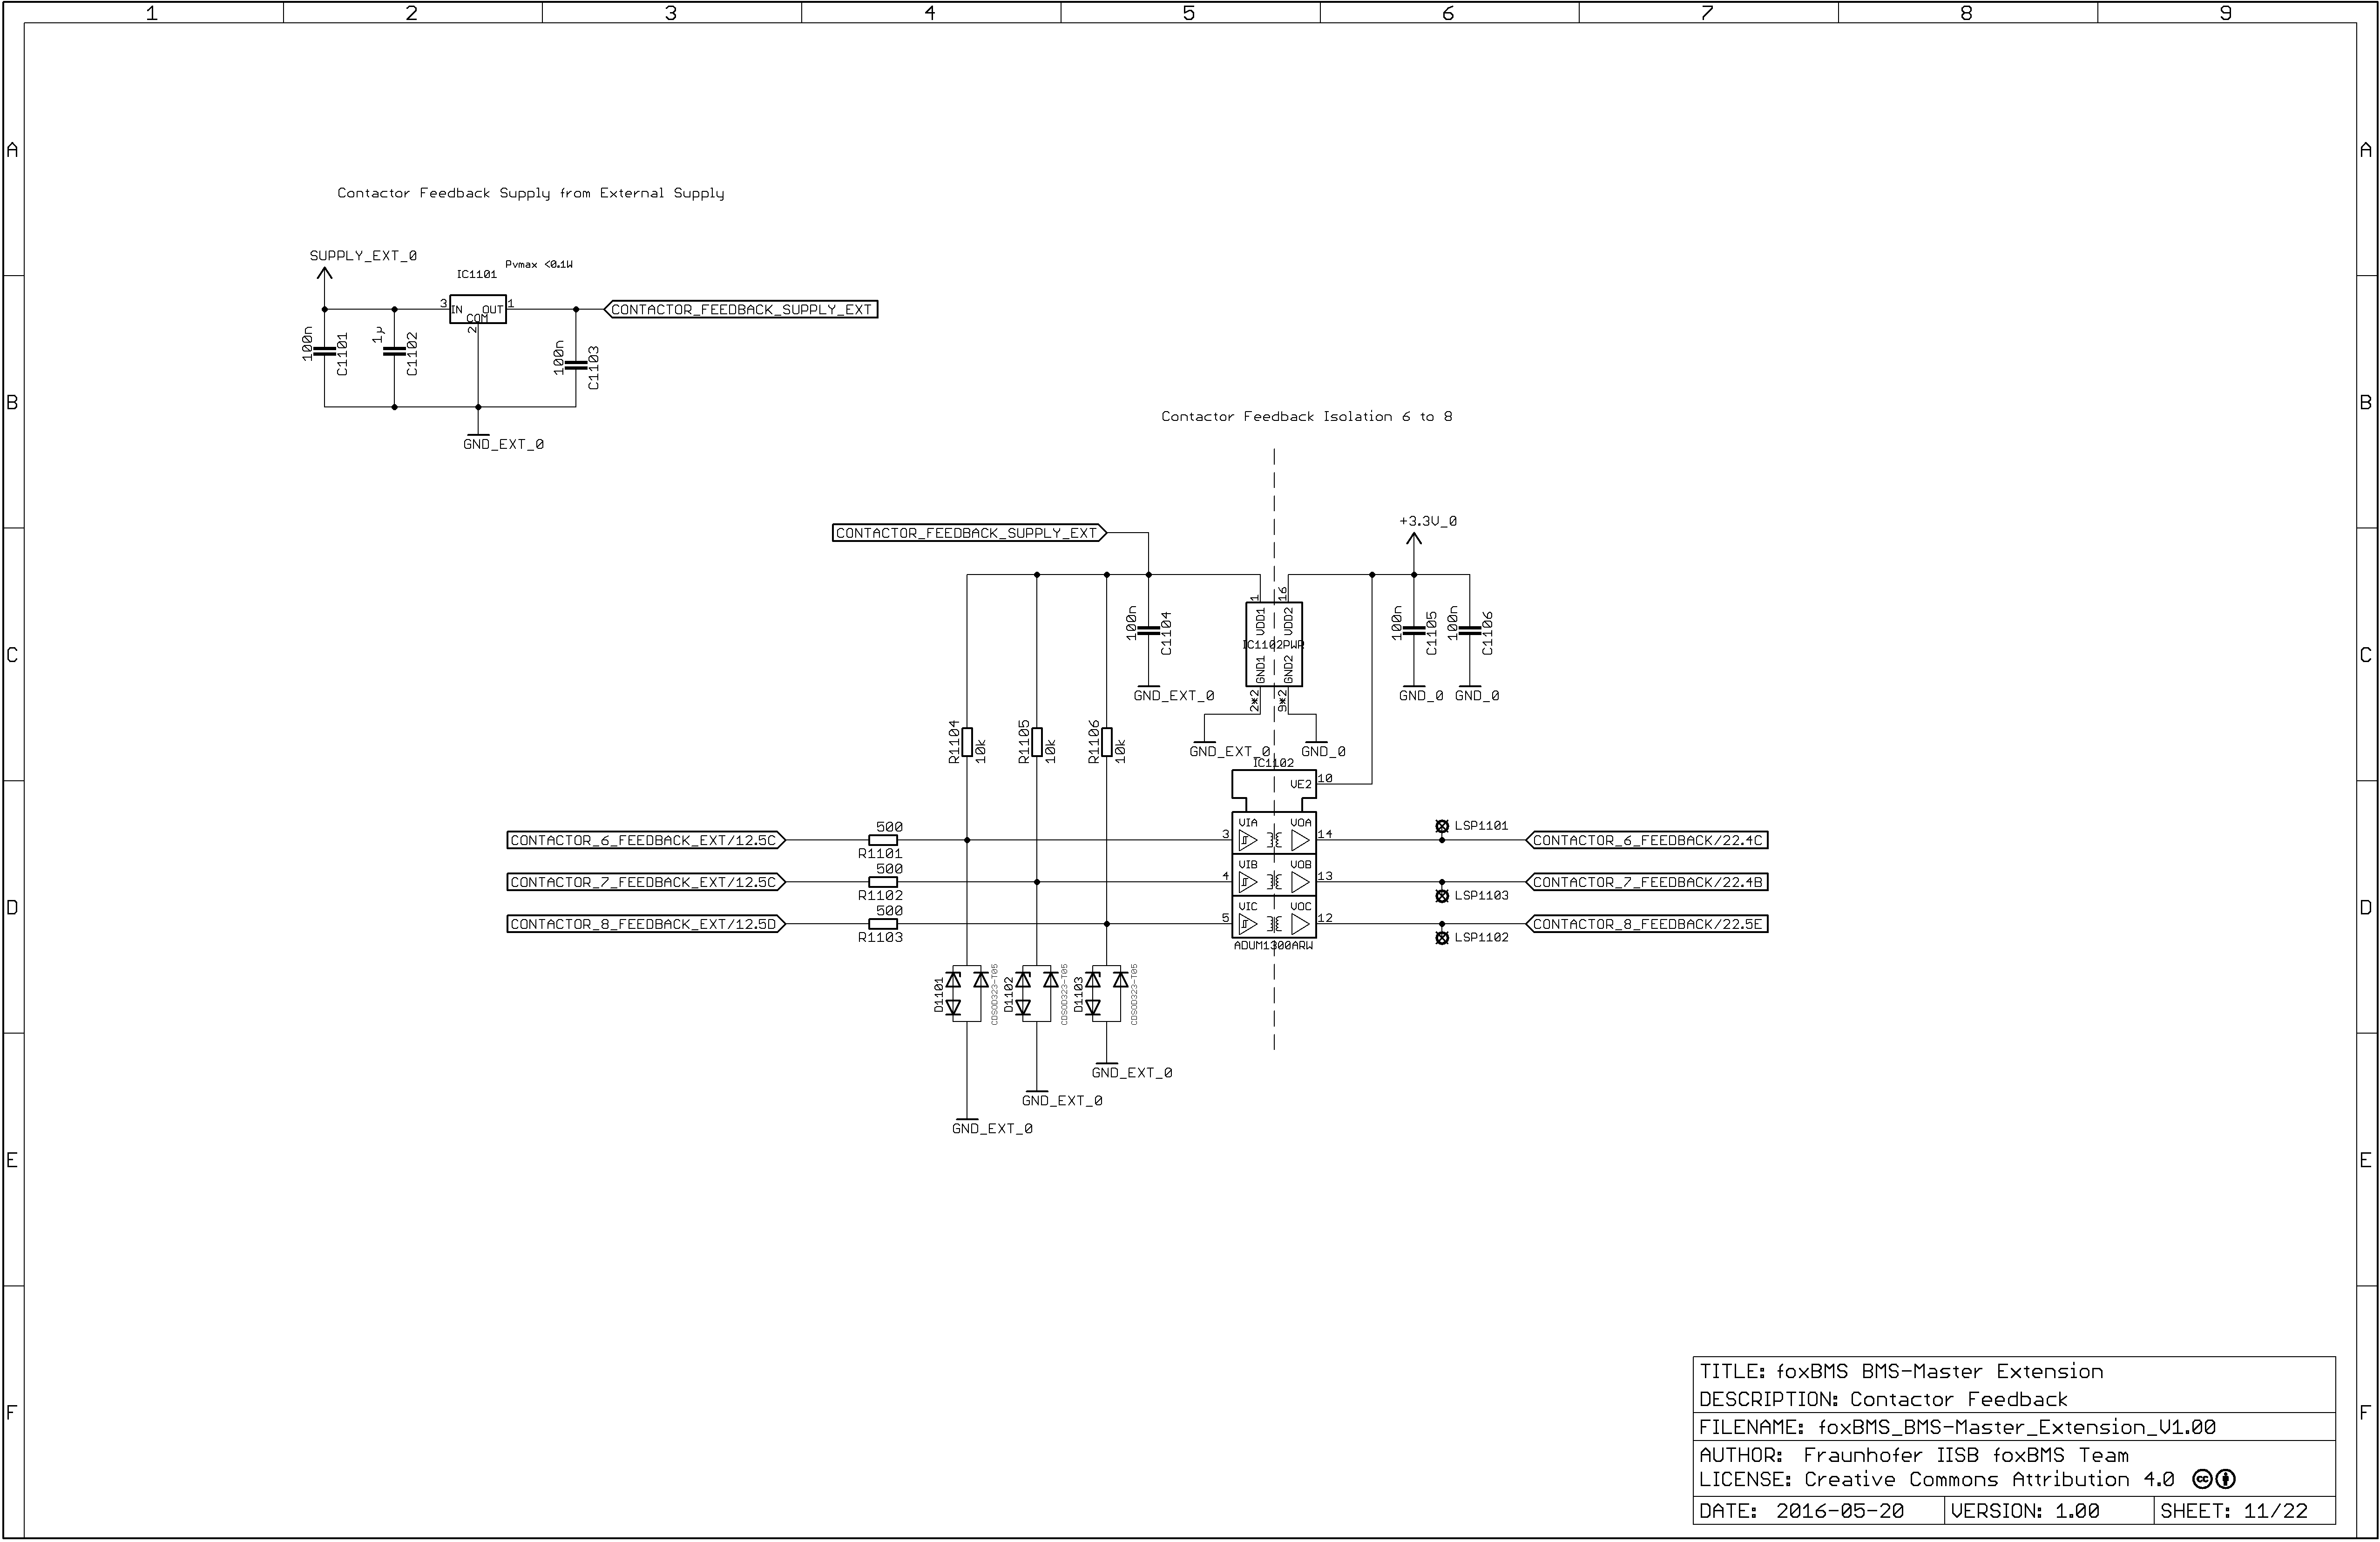 1 2 3 4 5 6 7 8 9
A A
Contactor Feedback Supply from External Supply
SUPPLY_EXT_0
IC1101 Pvmax <0.1W
3 IN OUT 1
COM
2
CONTACTOR_FEEDBACK_SUPPLY_EXT
100n C1101
1µ C1102
100n C1103
B B
GND_EXT_0
Contactor Feedback Isolation 6 to 8
CONTACTOR_FEEDBACK_SUPPLY_EXT
+3.3V_0
1 VDD1 VDD2 16
100n C1104
IC1102PWR
100n C1105
100n C1106
C C
GND1 GND2
2*2 9*2
GND_EXT_0
GND_0 GND_0
R1104 10k
R1105 10k
R1106 10k
GND_EXT_0 GND_0
IC1102
VE2 10
CONTACTOR_6_FEEDBACK_EXT/12.5C
500
R1101
3 VIA VOA 14
LSP1101
CONTACTOR_6_FEEDBACK/22.4C
CONTACTOR_7_FEEDBACK_EXT/12.5C
500
R1102
4 VIB VOB 13
LSP1103
CONTACTOR_7_FEEDBACK/22.4B
D D
CONTACTOR_8_FEEDBACK_EXT/12.5D
500
R1103
5 VIC VOC 12
LSP1102
CONTACTOR_8_FEEDBACK/22.5E
ADUM1300ARW
D1101 CDSOD323-T05
D1102 CDSOD323-T05
D1103 CDSOD323-T05
GND_EXT_0
GND_EXT_0
GND_EXT_0
E E
F F
TITLE: foxBMS BMS-Master Extension
DESCRIPTION: Contactor Feedback
FILENAME: foxBMS_BMS-Master_Extension_V1.00
AUTHOR: Fraunhofer IISB foxBMS Team
LICENSE: Creative Commons Attribution 4.0 cc
DATE: 2016-05-20 VERSION: 1.00 SHEET: 11/22